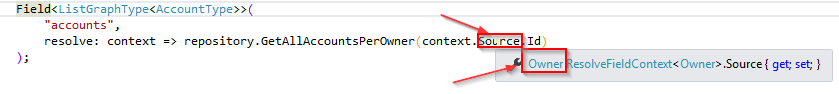 Field<ListGraphType<AccountType>>(
"accounts",
resolve: context => repository.GetAllAccountsPerOwner(context.Source.Id)
);
Owner ResolveFieldContext<Owner>.Source { get; set; }